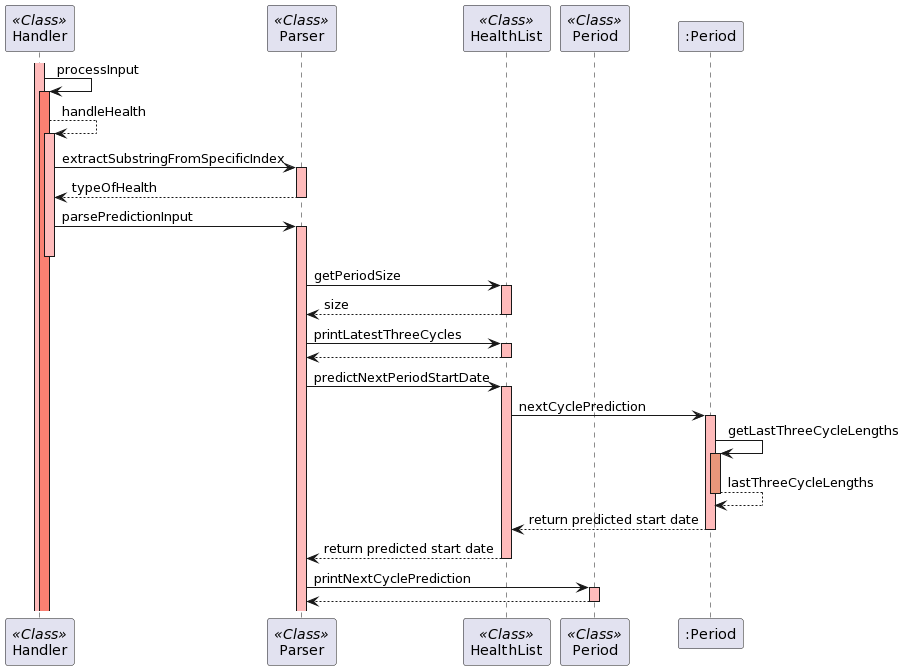 «Class»
Handler
«Class»
Parser
«Class»
HealthList
«Class»
Period
:Period
processInput
handleHealth
extractSubstringFromSpecificIndex
typeOfHealth
parsePredictionInput
getPeriodSize
size
printLatestThreeCycles
predictNextPeriodStartDate
nextCyclePrediction
getLastThreeCycleLengths
lastThreeCycleLengths
return predicted start date
return predicted start date
printNextCyclePrediction
«Class»
Handler
«Class»
Parser
«Class»
HealthList
«Class»
Period
:Period